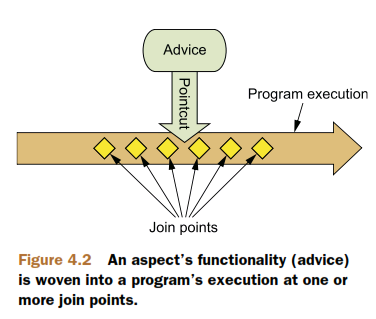 Advice
Pointcut
Program execution
Join points
Figure 4.2 An aspect's functionality (advice)
is woven into a program's execution at one or
more join points.